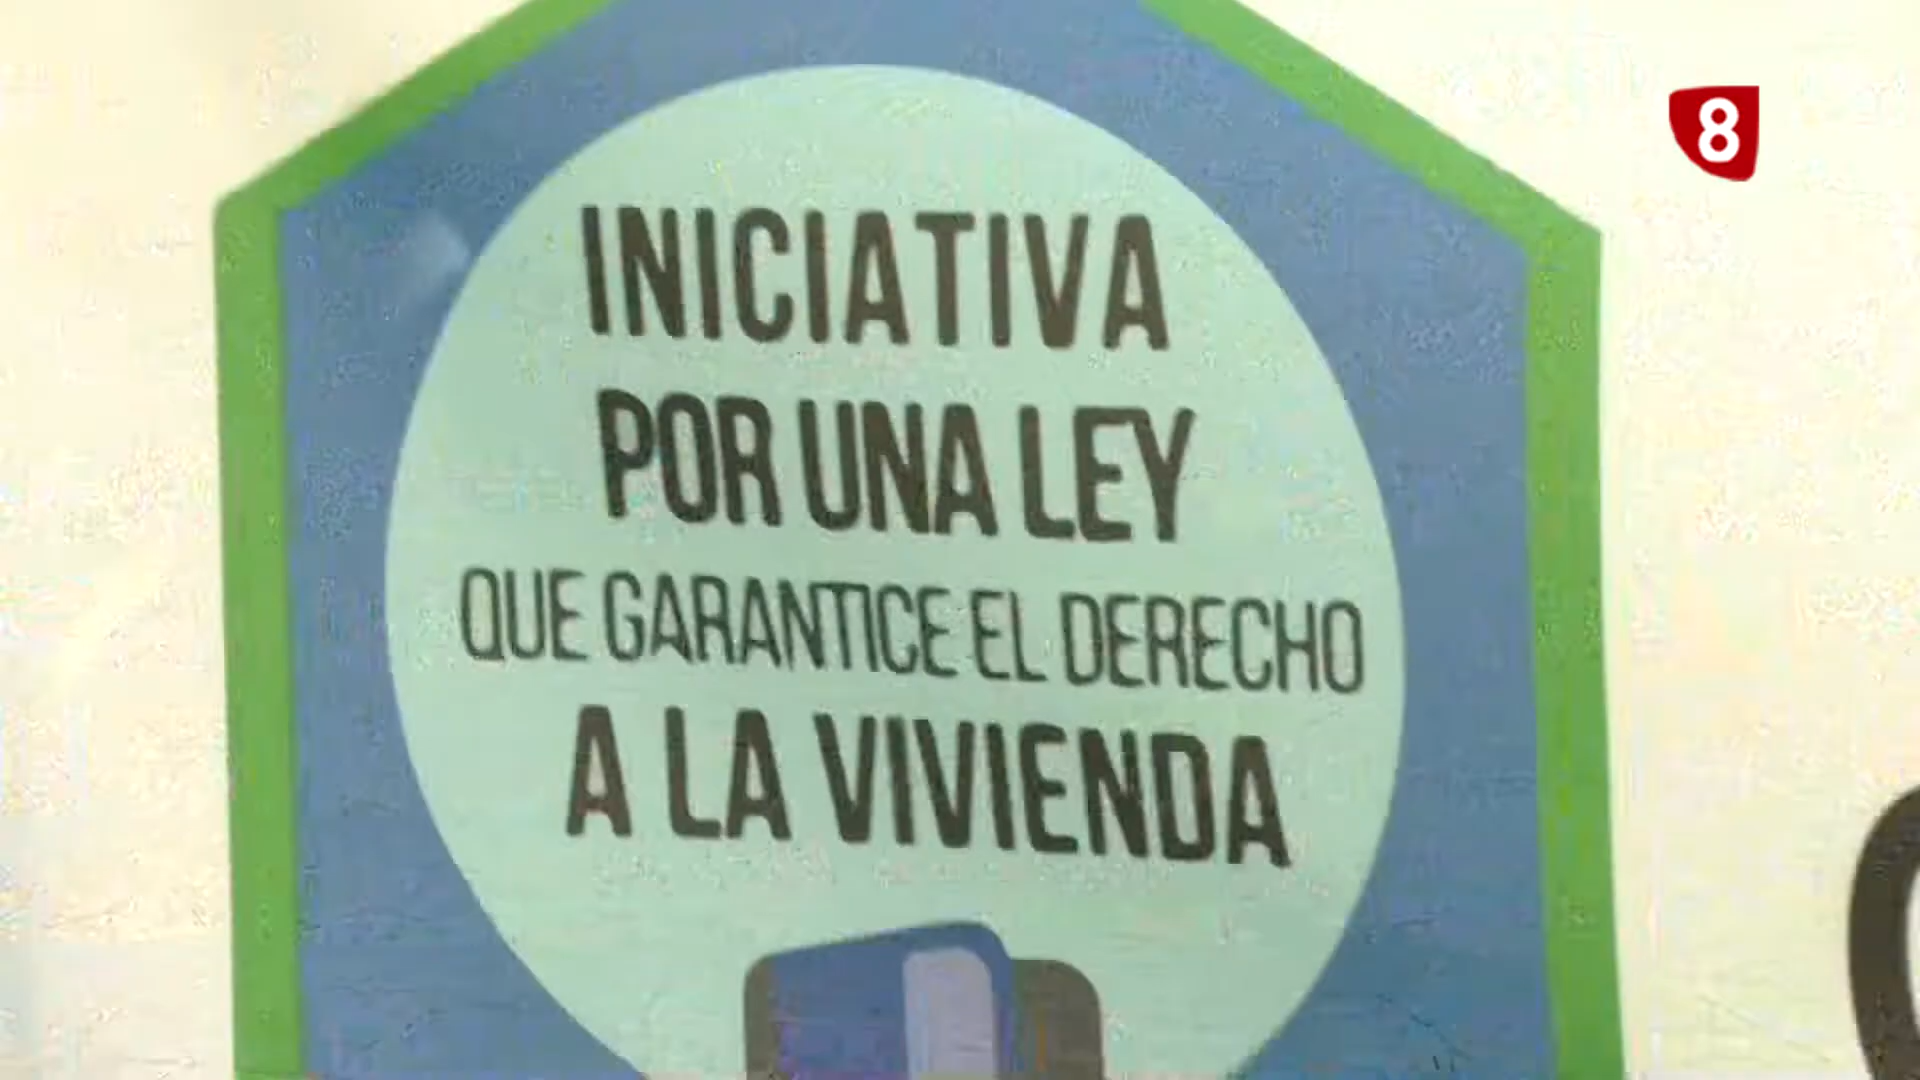 8
INICIATIVA
POR UNA LEY
QUE GARANTICE EL DERECHO
A LA VIVIENDA